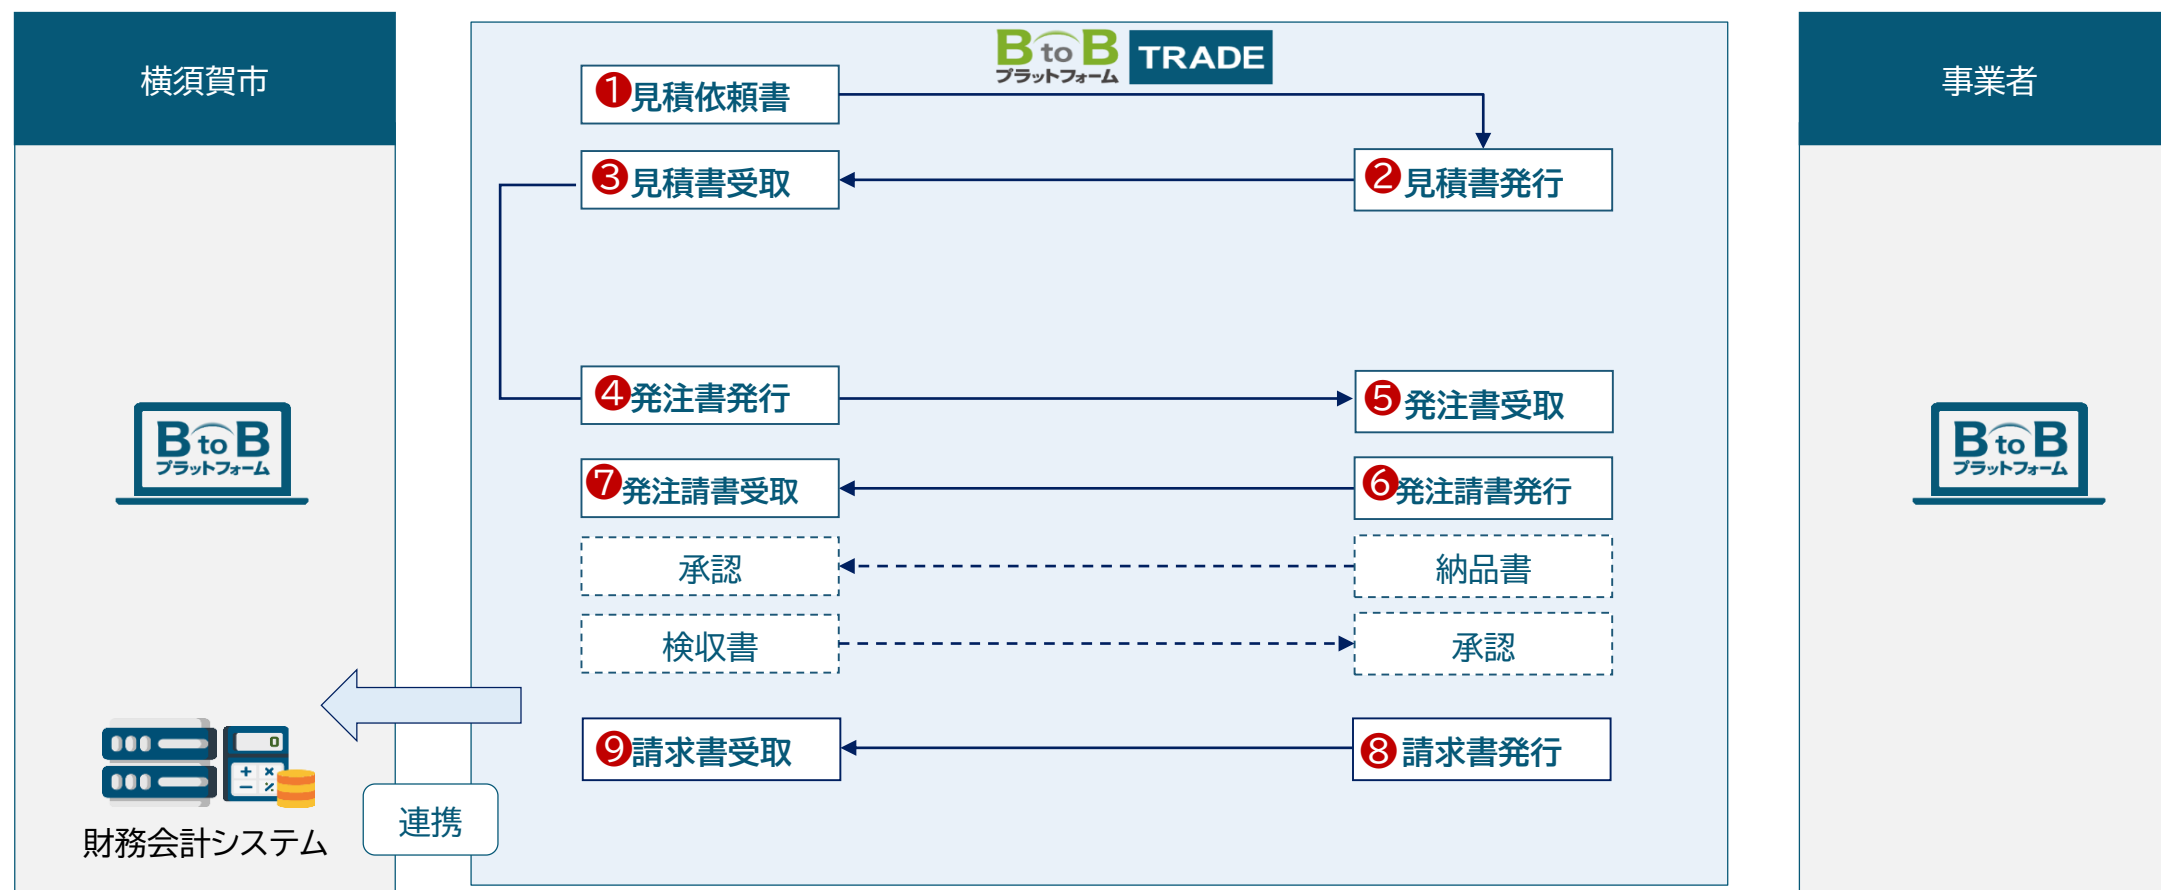 横須賀市
BtoB
プラットフォーム
TRADE
事業者
❶見積依頼書
❸見積書受取
❷見積書発行
❹発注書発行
❺発注書受取
❼発注請書受取
❻発注請書発行
承認
納品書
検収書
承認
❾請求書受取
❽請求書発行
BtoB
プラットフォーム
BtoB
プラットフォーム
0
+ ×
− %
財務会計システム
連携